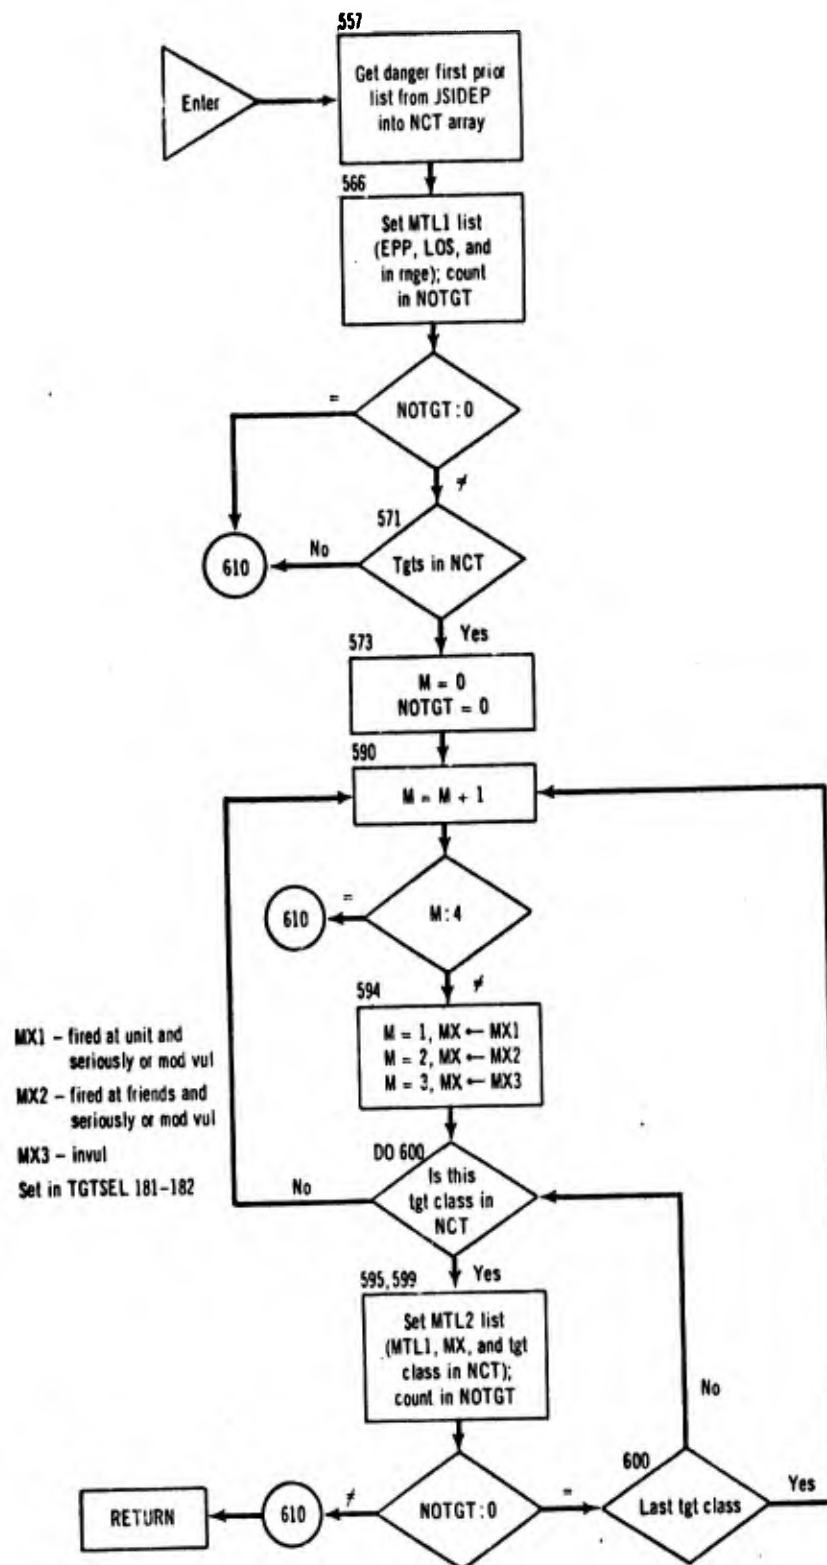 557
Enter
Get danger first prior
list from JSIDEP
into NCT array
566
Set MTL1 list
(EPP, LOS, and
in rnge); count
in NOTGT
NOTGT : 0
=
≠
571
Tgts in NCT
No
610
Yes
573
M = 0
NOTGT = 0
590
M = M + 1
M : 4
=
610
≠
594
M = 1, MX ← MX1
M = 2, MX ← MX2
M = 3, MX ← MX3
MX1 – fired at unit and
seriously or mod vul
MX2 – fired at friends and
seriously or mod vul
MX3 – invul
Set in TGTSEL 181-182
DO 600
Is this
tgt class in
NCT
No
Yes
595, 599
Set MTL2 list
(MTL1, MX, and tgt
class in NCT);
count in NOTGT
No
NOTGT : 0
≠
610
RETURN
=
600
Last tgt class
Yes